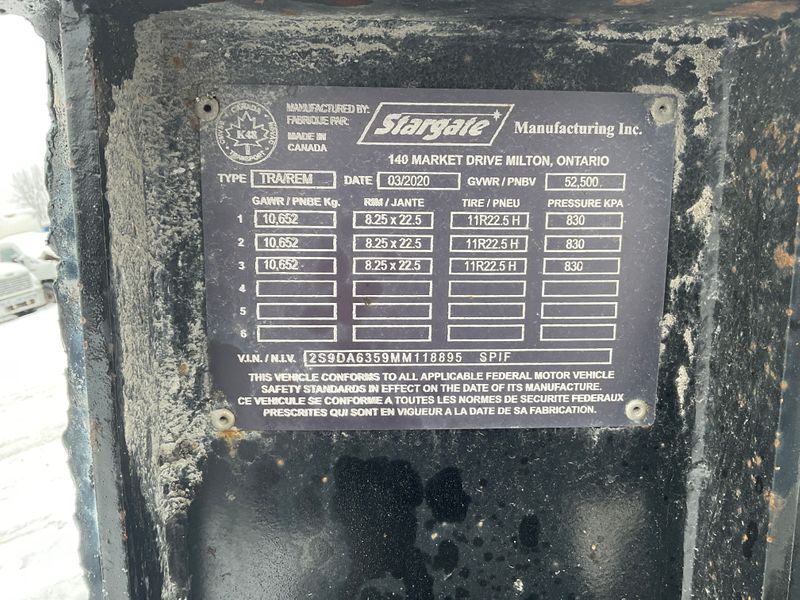 CANADA
K48
T
TRANSPORT
MANUFACTURED BY:
FABRIQUE PAR:
MADE IN
CANADA
Stargate Manufacturing Inc.
140 MARKET DRIVE MILTON, ONTARIO
TYPE TRA/REM DATE 03/2020 GVWR / PNBV 52,500
GAWR / PNBE Kg. RIM / JANTE TIRE / PNEU PRESSURE KPA
1 10,652 8.25 x 22.5 11R22.5 H 830
2 10,652 8.25 x 22.5 11R22.5 H 830
3 10,652 8.25 x 22.5 11R22.5 H 830
4
5
6
V.I.N. / N.I.V. 2S9DA6359MM118895 SPIF
THIS VEHICLE CONFORMS TO ALL APPLICABLE FEDERAL MOTOR VEHICLE
SAFETY STANDARDS IN EFFECT ON THE DATE OF ITS MANUFACTURE.
CE VEHICULE SE CONFORME A TOUTES LES NORMES DE SECURITE FEDERAUX
PRESCRITES QUI SONT EN VIGUEUR A LA DATE DE SA FABRICATION.